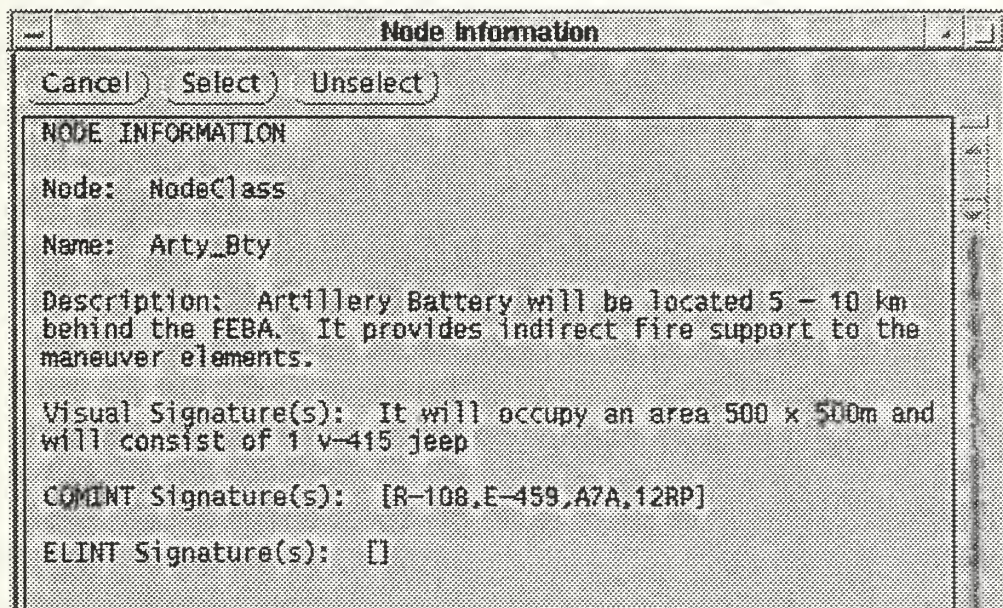 Node Information
Cancel Select Unselect
NODE INFORMATION
Node: NodeClass
Name: Arty_Bty
Description: Artillery Battery will be located 5 - 10 km
behind the FEBA. It provides indirect fire support to the
maneuver elements.
Visual Signature(s): It will occupy an area 500 x 500m and
will consist of 1 v-415 jeep
COMINT Signature(s): [R-108,E-459,A7A,12RP]
ELINT Signature(s): []